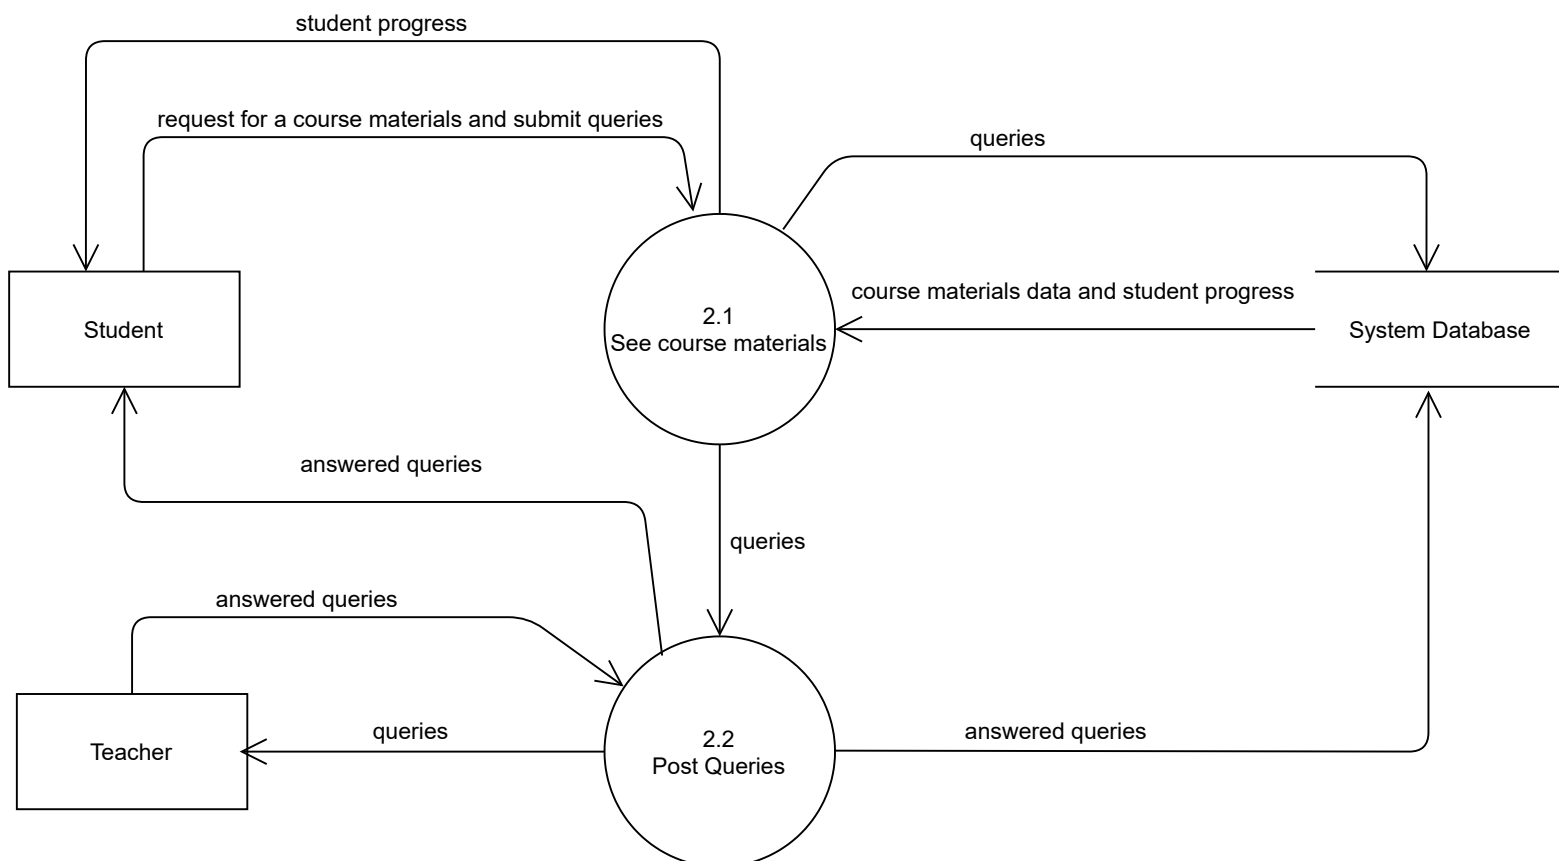 student progress
request for a course materials and submit queries
queries
course materials data and student progress
2.1
See course materials
Student
System Database
answered queries
queries
answered queries
queries
answered queries
2.2
Post Queries
Teacher